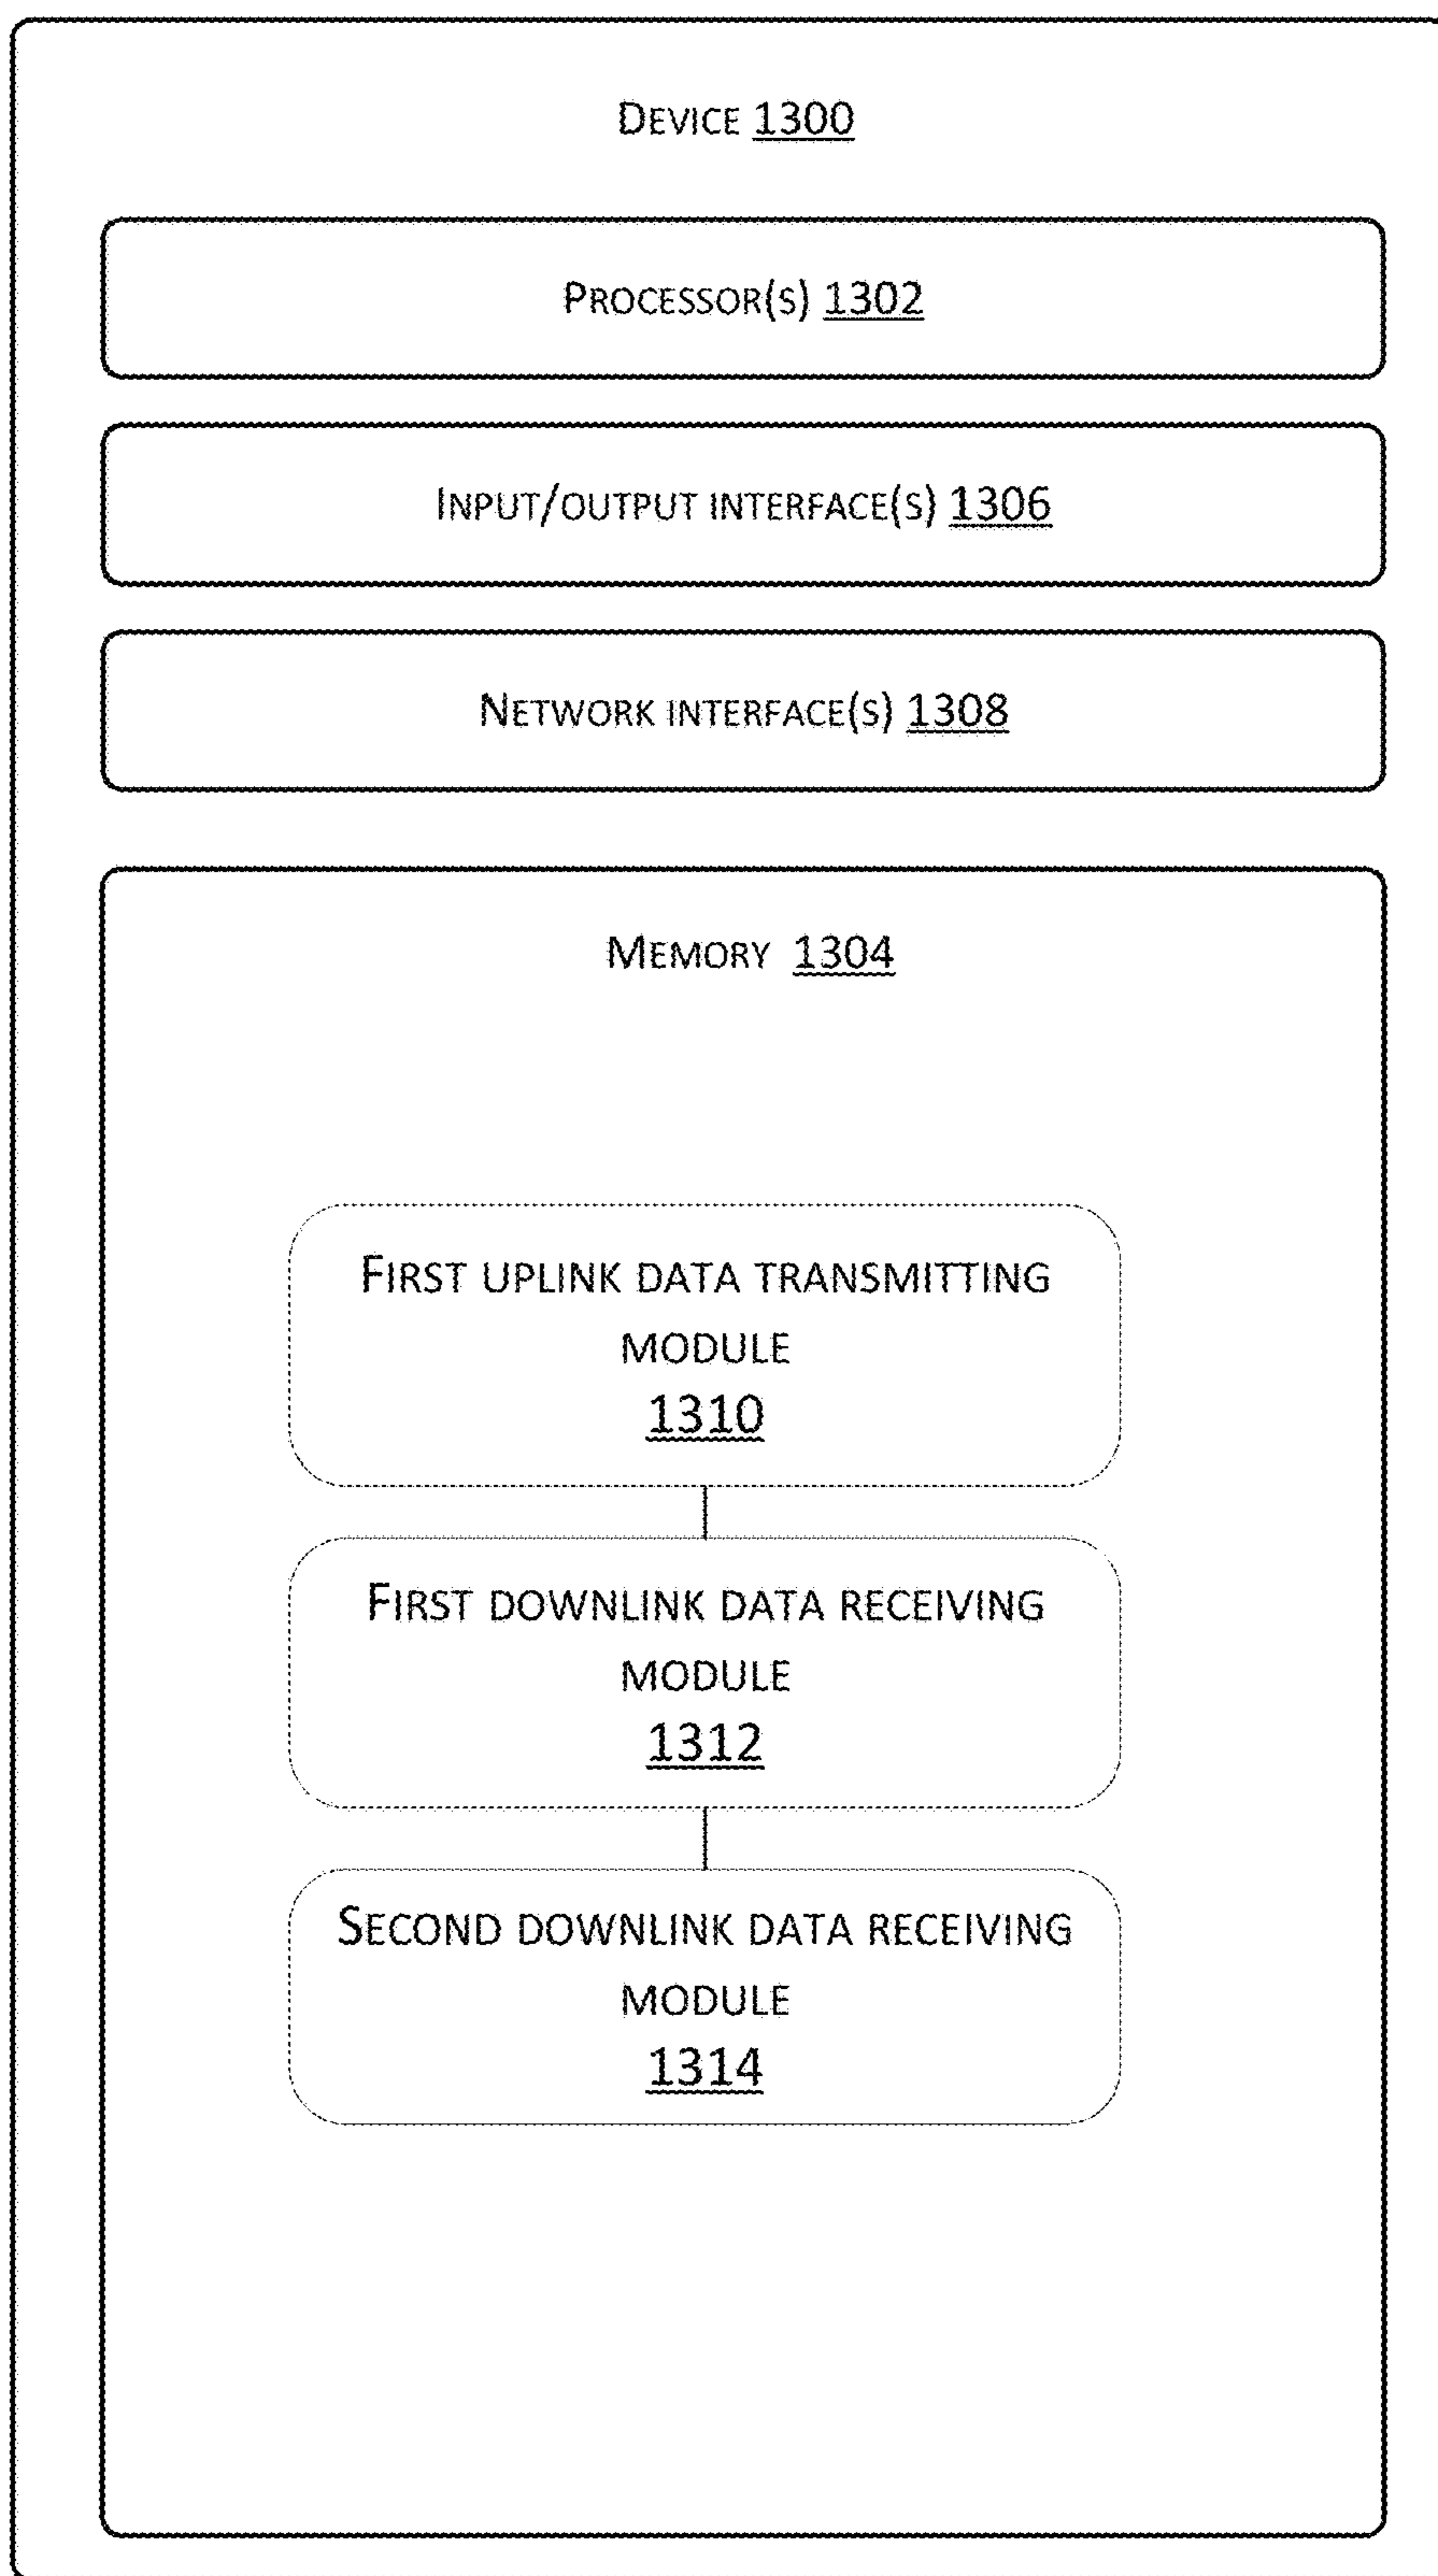 DEVICE 1300
PROCESSOR(S) 1302
INPUT/OUTPUT INTERFACE(S) 1306
NETWORK INTERFACE(S) 1308
MEMORY 1304
FIRST UPLINK DATA TRANSMITTING
MODULE
1310
FIRST DOWNLINK DATA RECEIVING
MODULE
1312
SECOND DOWNLINK DATA RECEIVING
MODULE
1314